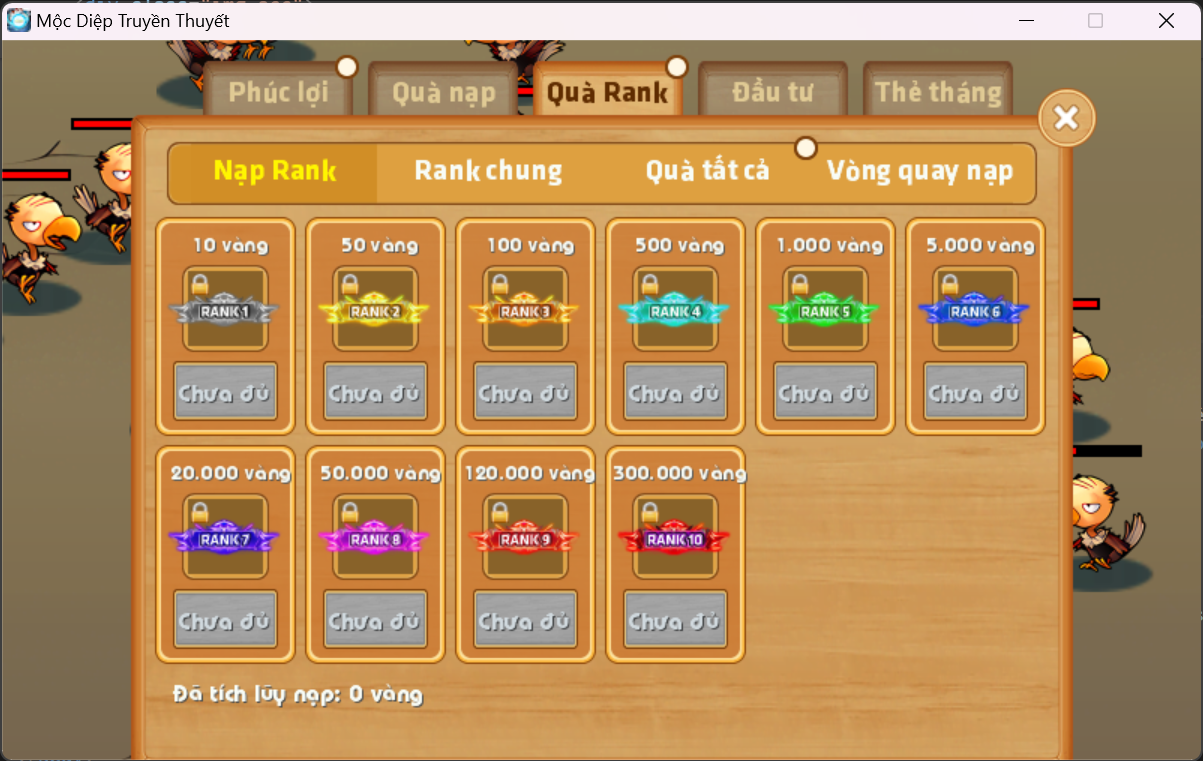 Mộc Diệp Truyền Thuyết
Phúc lợi
Quà nạp
Quà Rank
Đầu tư
Thẻ tháng
Nạp Rank
Rank chung
Quà tất cả
Vòng quay nạp
10 vàng
50 vàng
100 vàng
500 vàng
1.000 vàng
5.000 vàng
RANK 1
RANK 2
RANK 3
RANK 4
RANK 5
RANK 6
Chưa đủ
Chưa đủ
Chưa đủ
Chưa đủ
Chưa đủ
Chưa đủ
20.000 vàng
50.000 vàng
120.000 vàng
300.000 vàng
RANK 7
RANK 8
RANK 9
RANK 10
Chưa đủ
Chưa đủ
Chưa đủ
Chưa đủ
Đã tích lũy nạp: 0 vàng